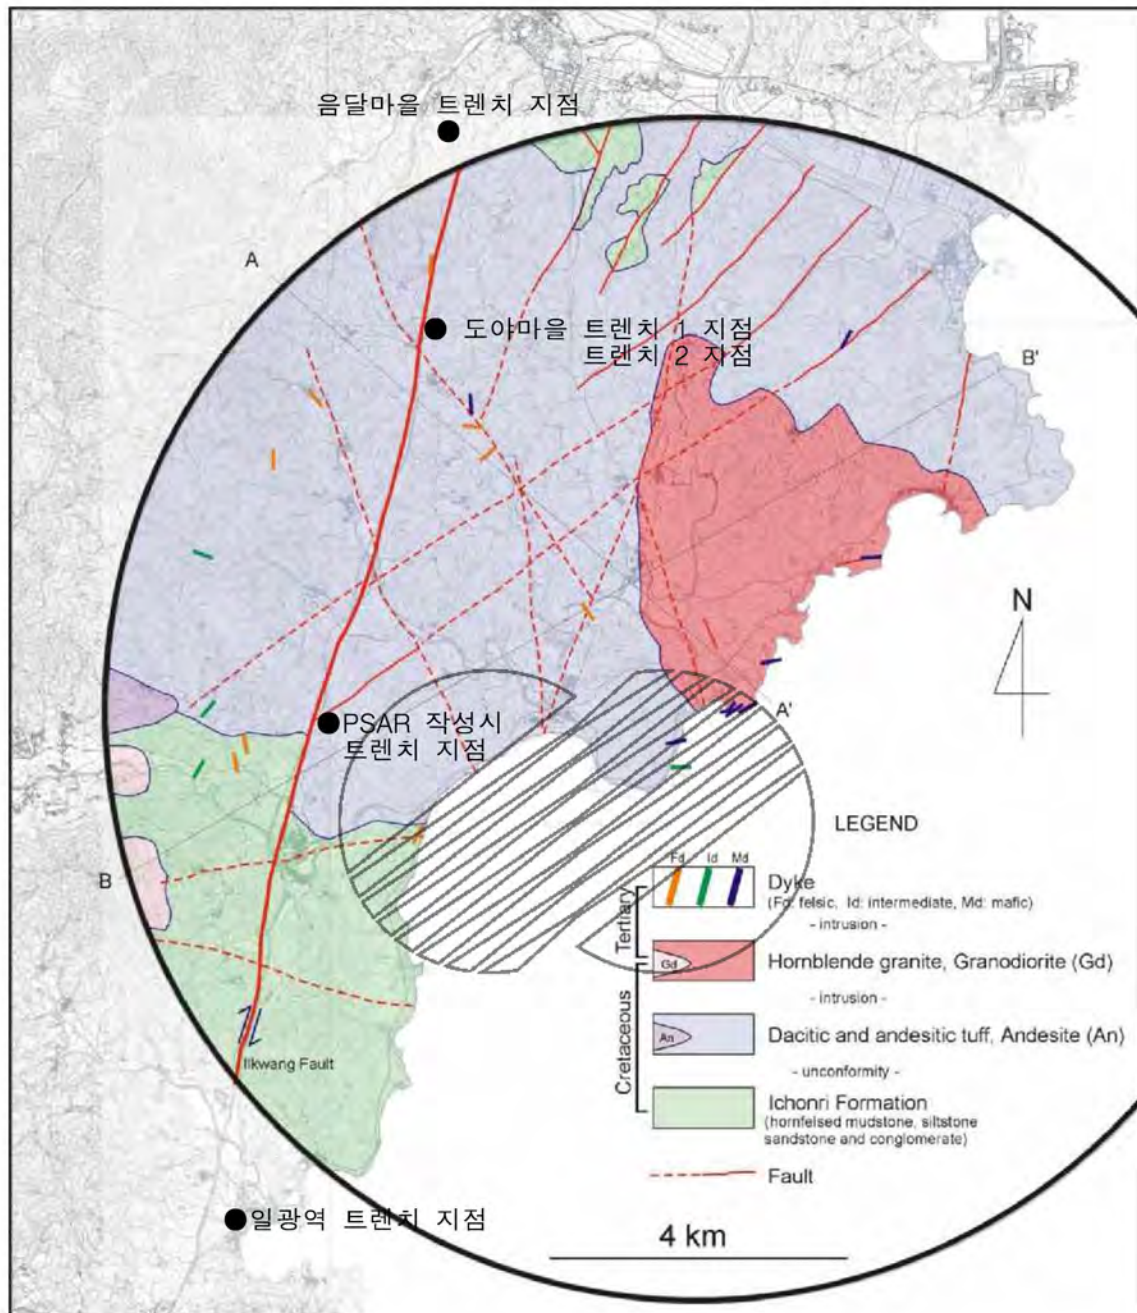 음달마을 트렌치 지점
A
도야마을 트렌치 1 지점
트렌치 2 지점
B'
N
A'
PSAR 작성시
트렌치 지점
B
LEGEND
Fd Id Md
Dyke
(Fd: felsic, Id: intermediate, Md: mafic)
- intrusion -
Tertiary
Gd
Hornblende granite, Granodiorite (Gd)
- intrusion -
Cretaceous
An
Dacitic and andesitic tuff, Andesite (An)
- unconformity -
Ichonri Formation
(hornfelsed mudstone, siltstone
sandstone and conglomerate)
Fault
Ilkwang Fault
일광역 트렌치 지점
4 km